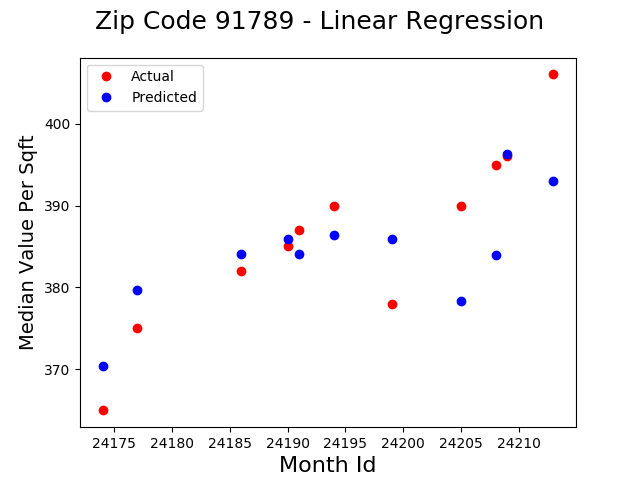 Zip Code 91789 - Linear Regression
Actual
Predicted
400
390
380
370
Median Value Per Sqft
24175 24180 24185 24190 24195 24200 24205 24210
Month Id